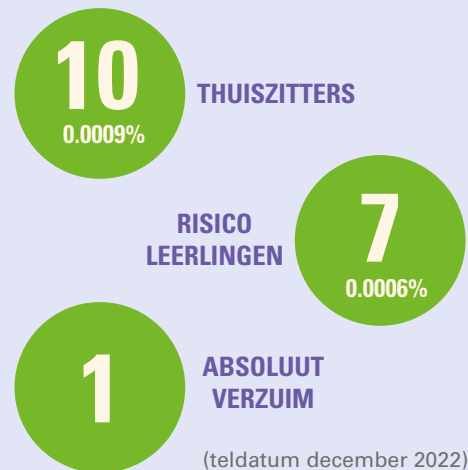 10
0.0009%
THUISZITTERS
RISICO
LEERLINGEN
7
0.0006%
1
ABSOLUUT
VERZUIM
(teldatum december 2022)